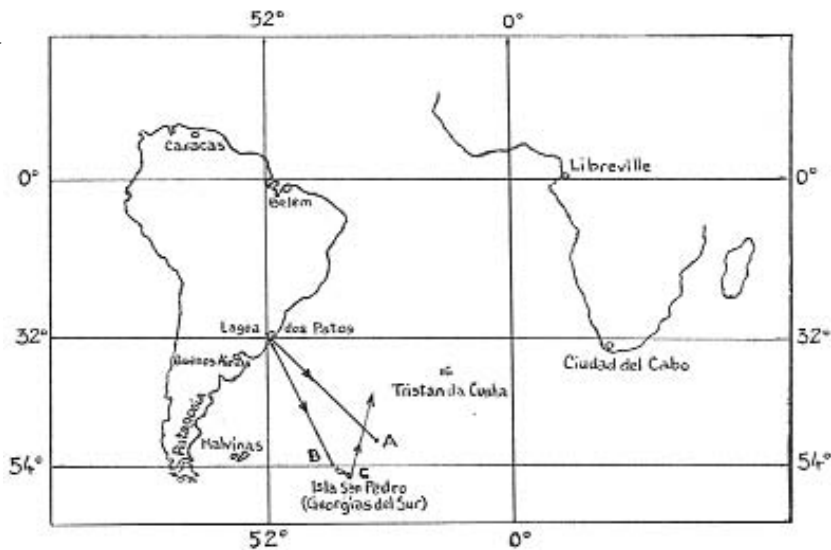 52° 0°
Caracas
Libreville
0° 0°
Belém
Lagoa dos Patos
32° 32°
Buenos Aires
Ciudad del Cabo
Tristan da Cunha
Patagonia
Malvinas
A
B C
54° 54°
Isla San Pedro
(Georgias del Sur)
52° 0°